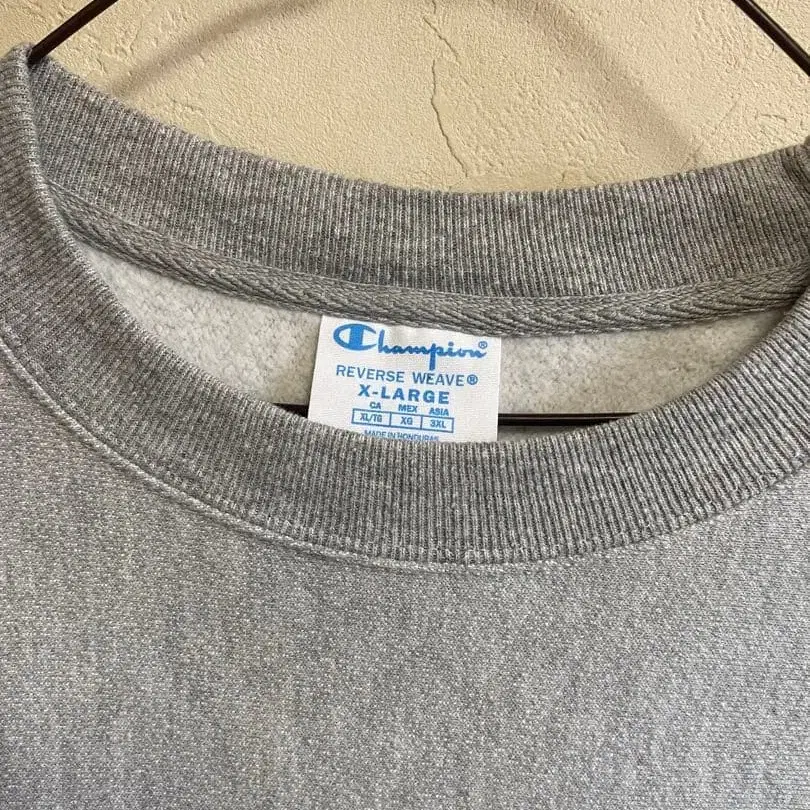 Champion®
REVERSE WEAVE®
X-LARGE
CA MEX ASIA
XL/TG XG 3XL
MADE IN HONDURAS